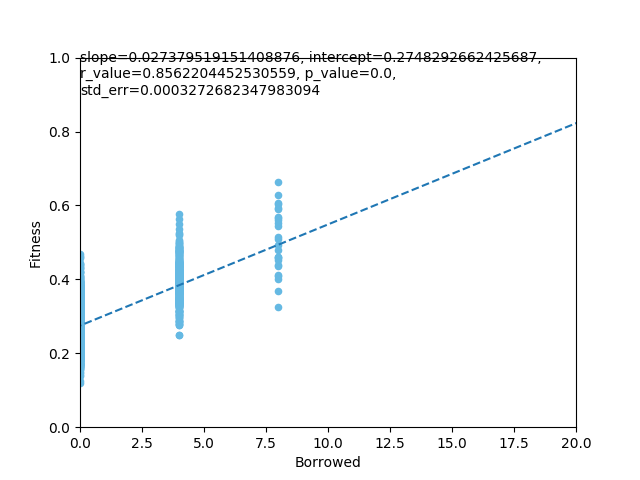 slope=0.027379519151408876, intercept=0.2748292662425687,
r_value=0.8562204452530559, p_value=0.0,
std_err=0.0003272682347983094
1.0
0.8
0.6
0.4
0.2
0.0
Fitness
0.0 2.5 5.0 7.5 10.0 12.5 15.0 17.5 20.0
Borrowed